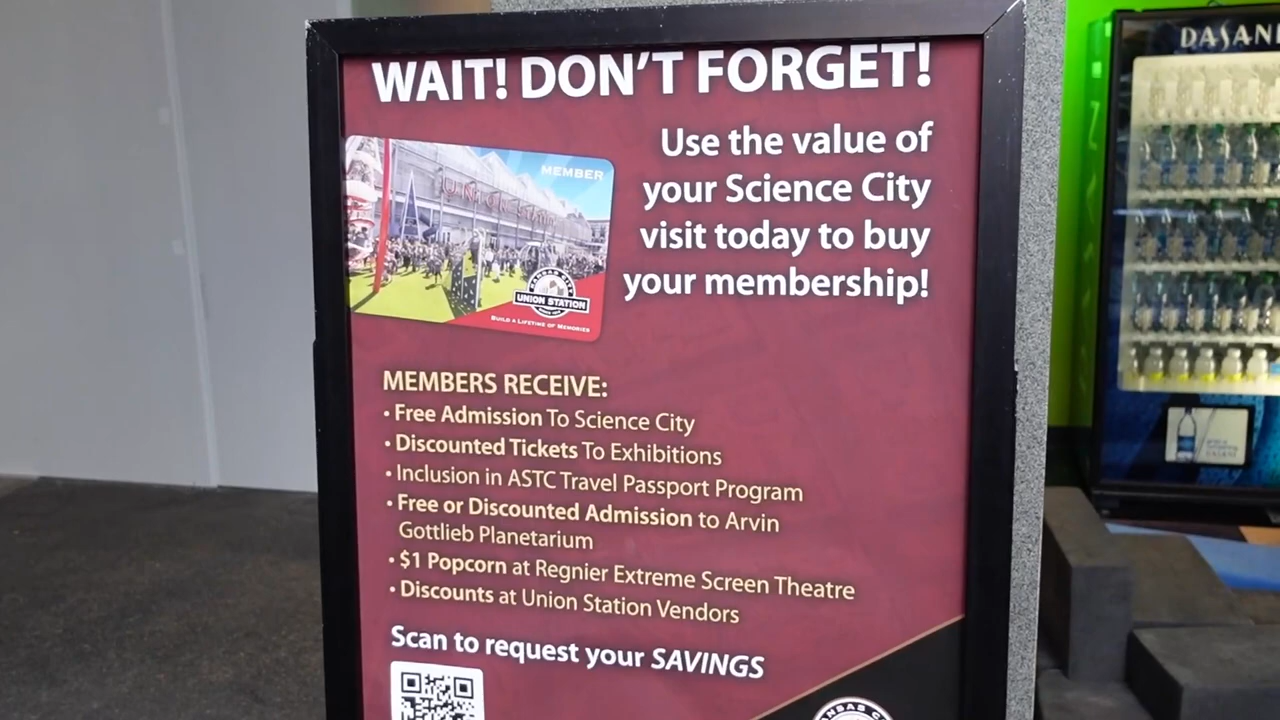 WAIT! DON'T FORGET!
Use the value of
your Science City
visit today to buy
your membership!
MEMBER
UNION STATION
KANSAS CITY
UNION STATION
BUILD A LIFETIME OF MEMORIES
MEMBERS RECEIVE:
• Free Admission To Science City
• Discounted Tickets To Exhibitions
• Inclusion in ASTC Travel Passport Program
• Free or Discounted Admission to Arvin
Gottlieb Planetarium
• $1 Popcorn at Regnier Extreme Screen Theatre
• Discounts at Union Station Vendors
Scan to request your SAVINGS
KANSAS C
DASANI